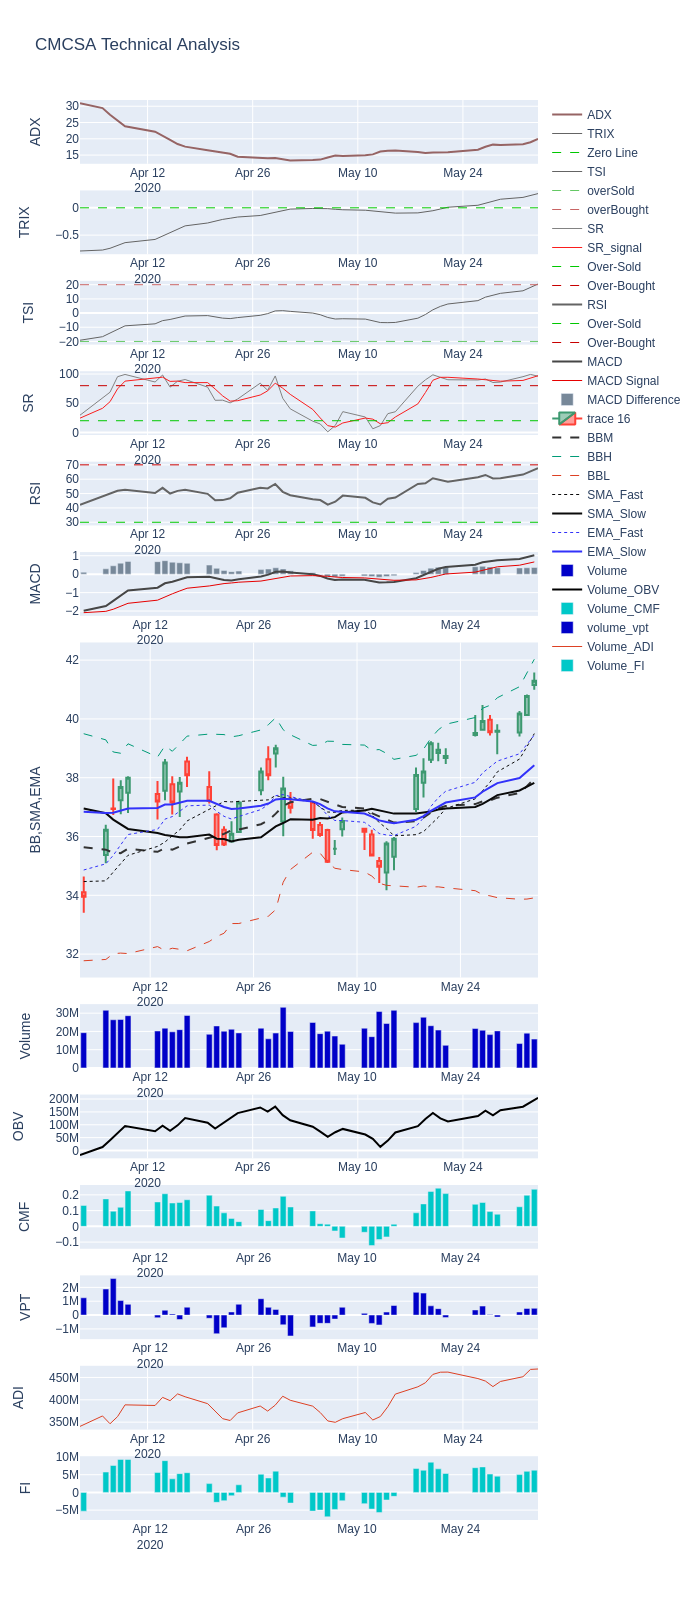 CMCSA Technical Analysis
ADX
30
25
20
15
Apr 12
2020
Apr 26
May 10
May 24
TRIX
0
−0.5
Apr 12
2020
Apr 26
May 10
May 24
TSI
20
10
0
−10
−20
Apr 12
2020
Apr 26
May 10
May 24
SR
100
50
0
Apr 12
2020
Apr 26
May 10
May 24
RSI
70
60
50
40
30
Apr 12
2020
Apr 26
May 10
May 24
MACD
1
0
−1
−2
Apr 12
2020
Apr 26
May 10
May 24
BB,SMA,EMA
42
40
38
36
34
32
Apr 12
2020
Apr 26
May 10
May 24
Volume
30M
20M
10M
0
Apr 12
2020
Apr 26
May 10
May 24
OBV
200M
150M
100M
50M
0
Apr 12
2020
Apr 26
May 10
May 24
CMF
0.2
0.1
0
−0.1
Apr 12
2020
Apr 26
May 10
May 24
VPT
2M
1M
0
−1M
Apr 12
2020
Apr 26
May 10
May 24
ADI
450M
400M
350M
Apr 12
2020
Apr 26
May 10
May 24
FI
10M
5M
0
−5M
Apr 12
2020
Apr 26
May 10
May 24
ADX
TRIX
Zero Line
TSI
overSold
overBought
SR
SR_signal
Over-Sold
Over-Bought
RSI
Over-Sold
Over-Bought
MACD
MACD Signal
MACD Difference
trace 16
BBM
BBH
BBL
SMA_Fast
SMA_Slow
EMA_Fast
EMA_Slow
Volume
Volume_OBV
Volume_CMF
volume_vpt
Volume_ADI
Volume_FI